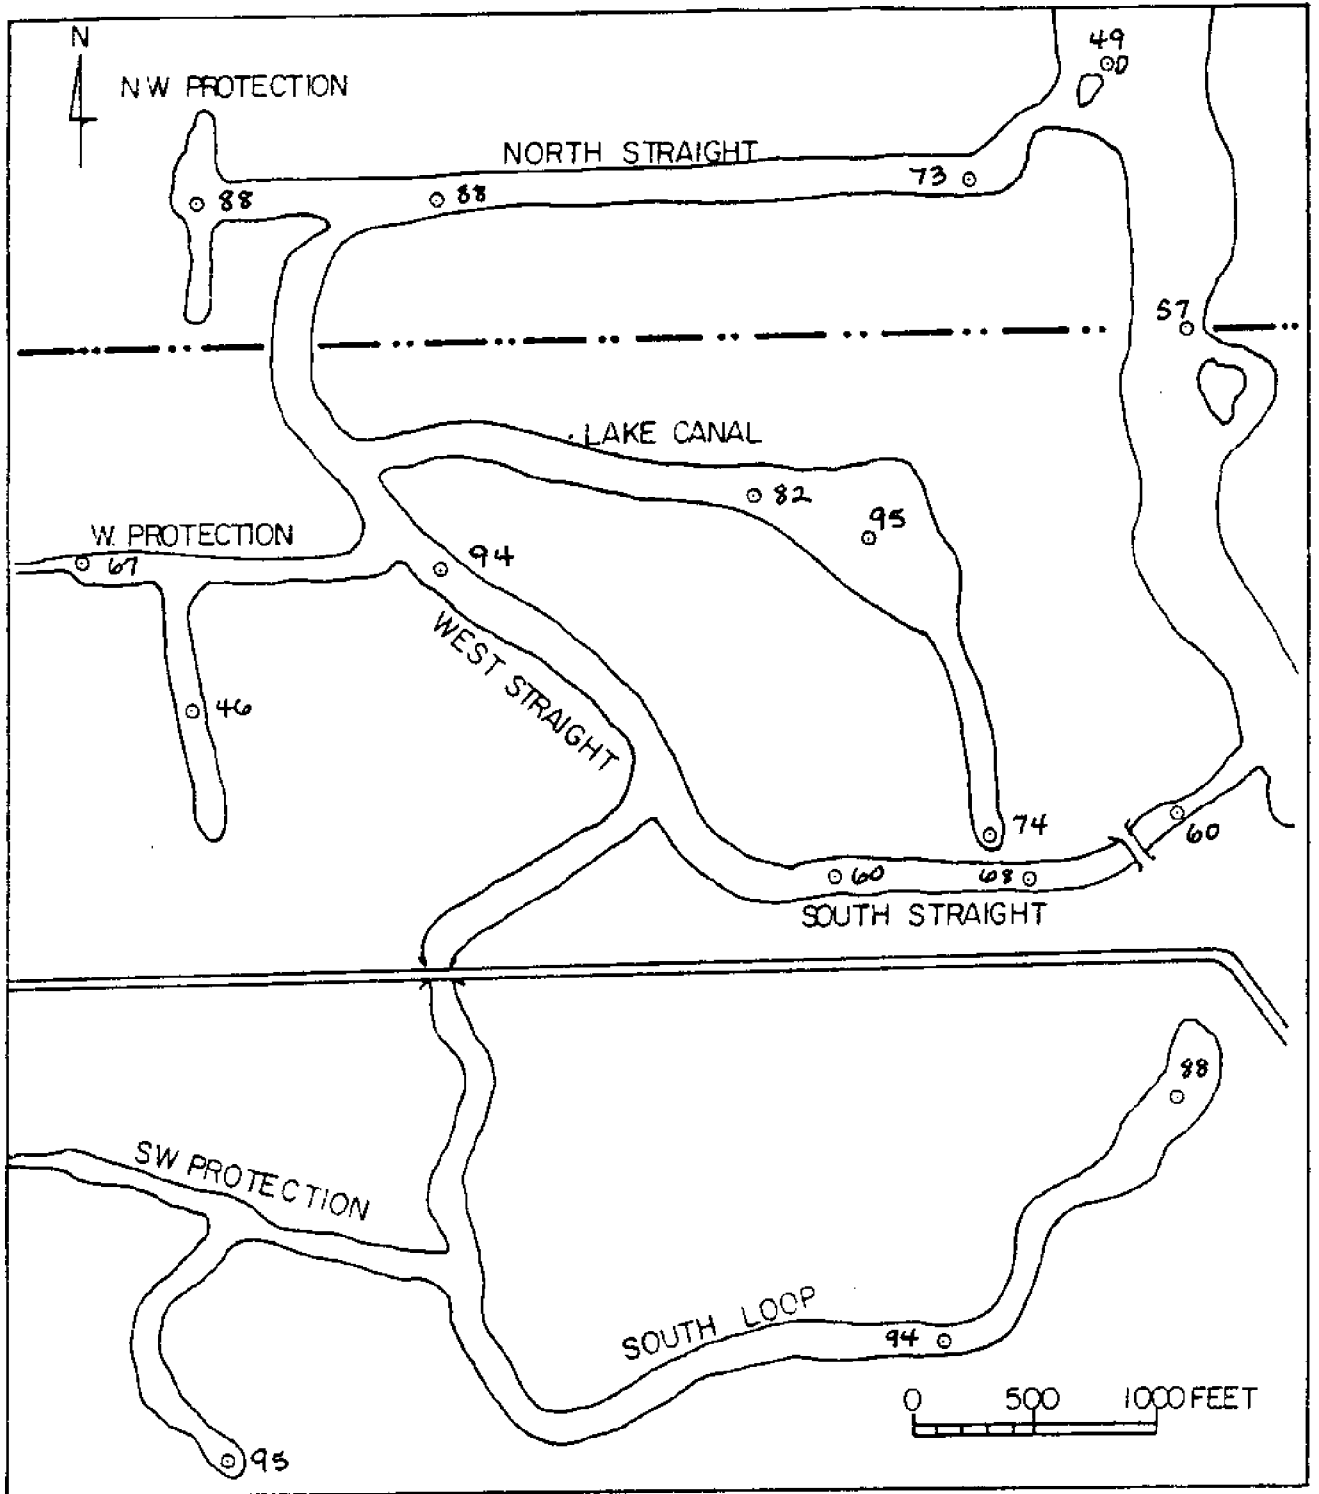 N
49
NW PROTECTION
NORTH STRAIGHT
73
88
88
57
LAKE CANAL
82
95
W. PROTECTION
67
94
WEST STRAIGHT
46
74
60
60
68
SOUTH STRAIGHT
88
SW PROTECTION
SOUTH LOOP
94
0 500 1000 FEET
95